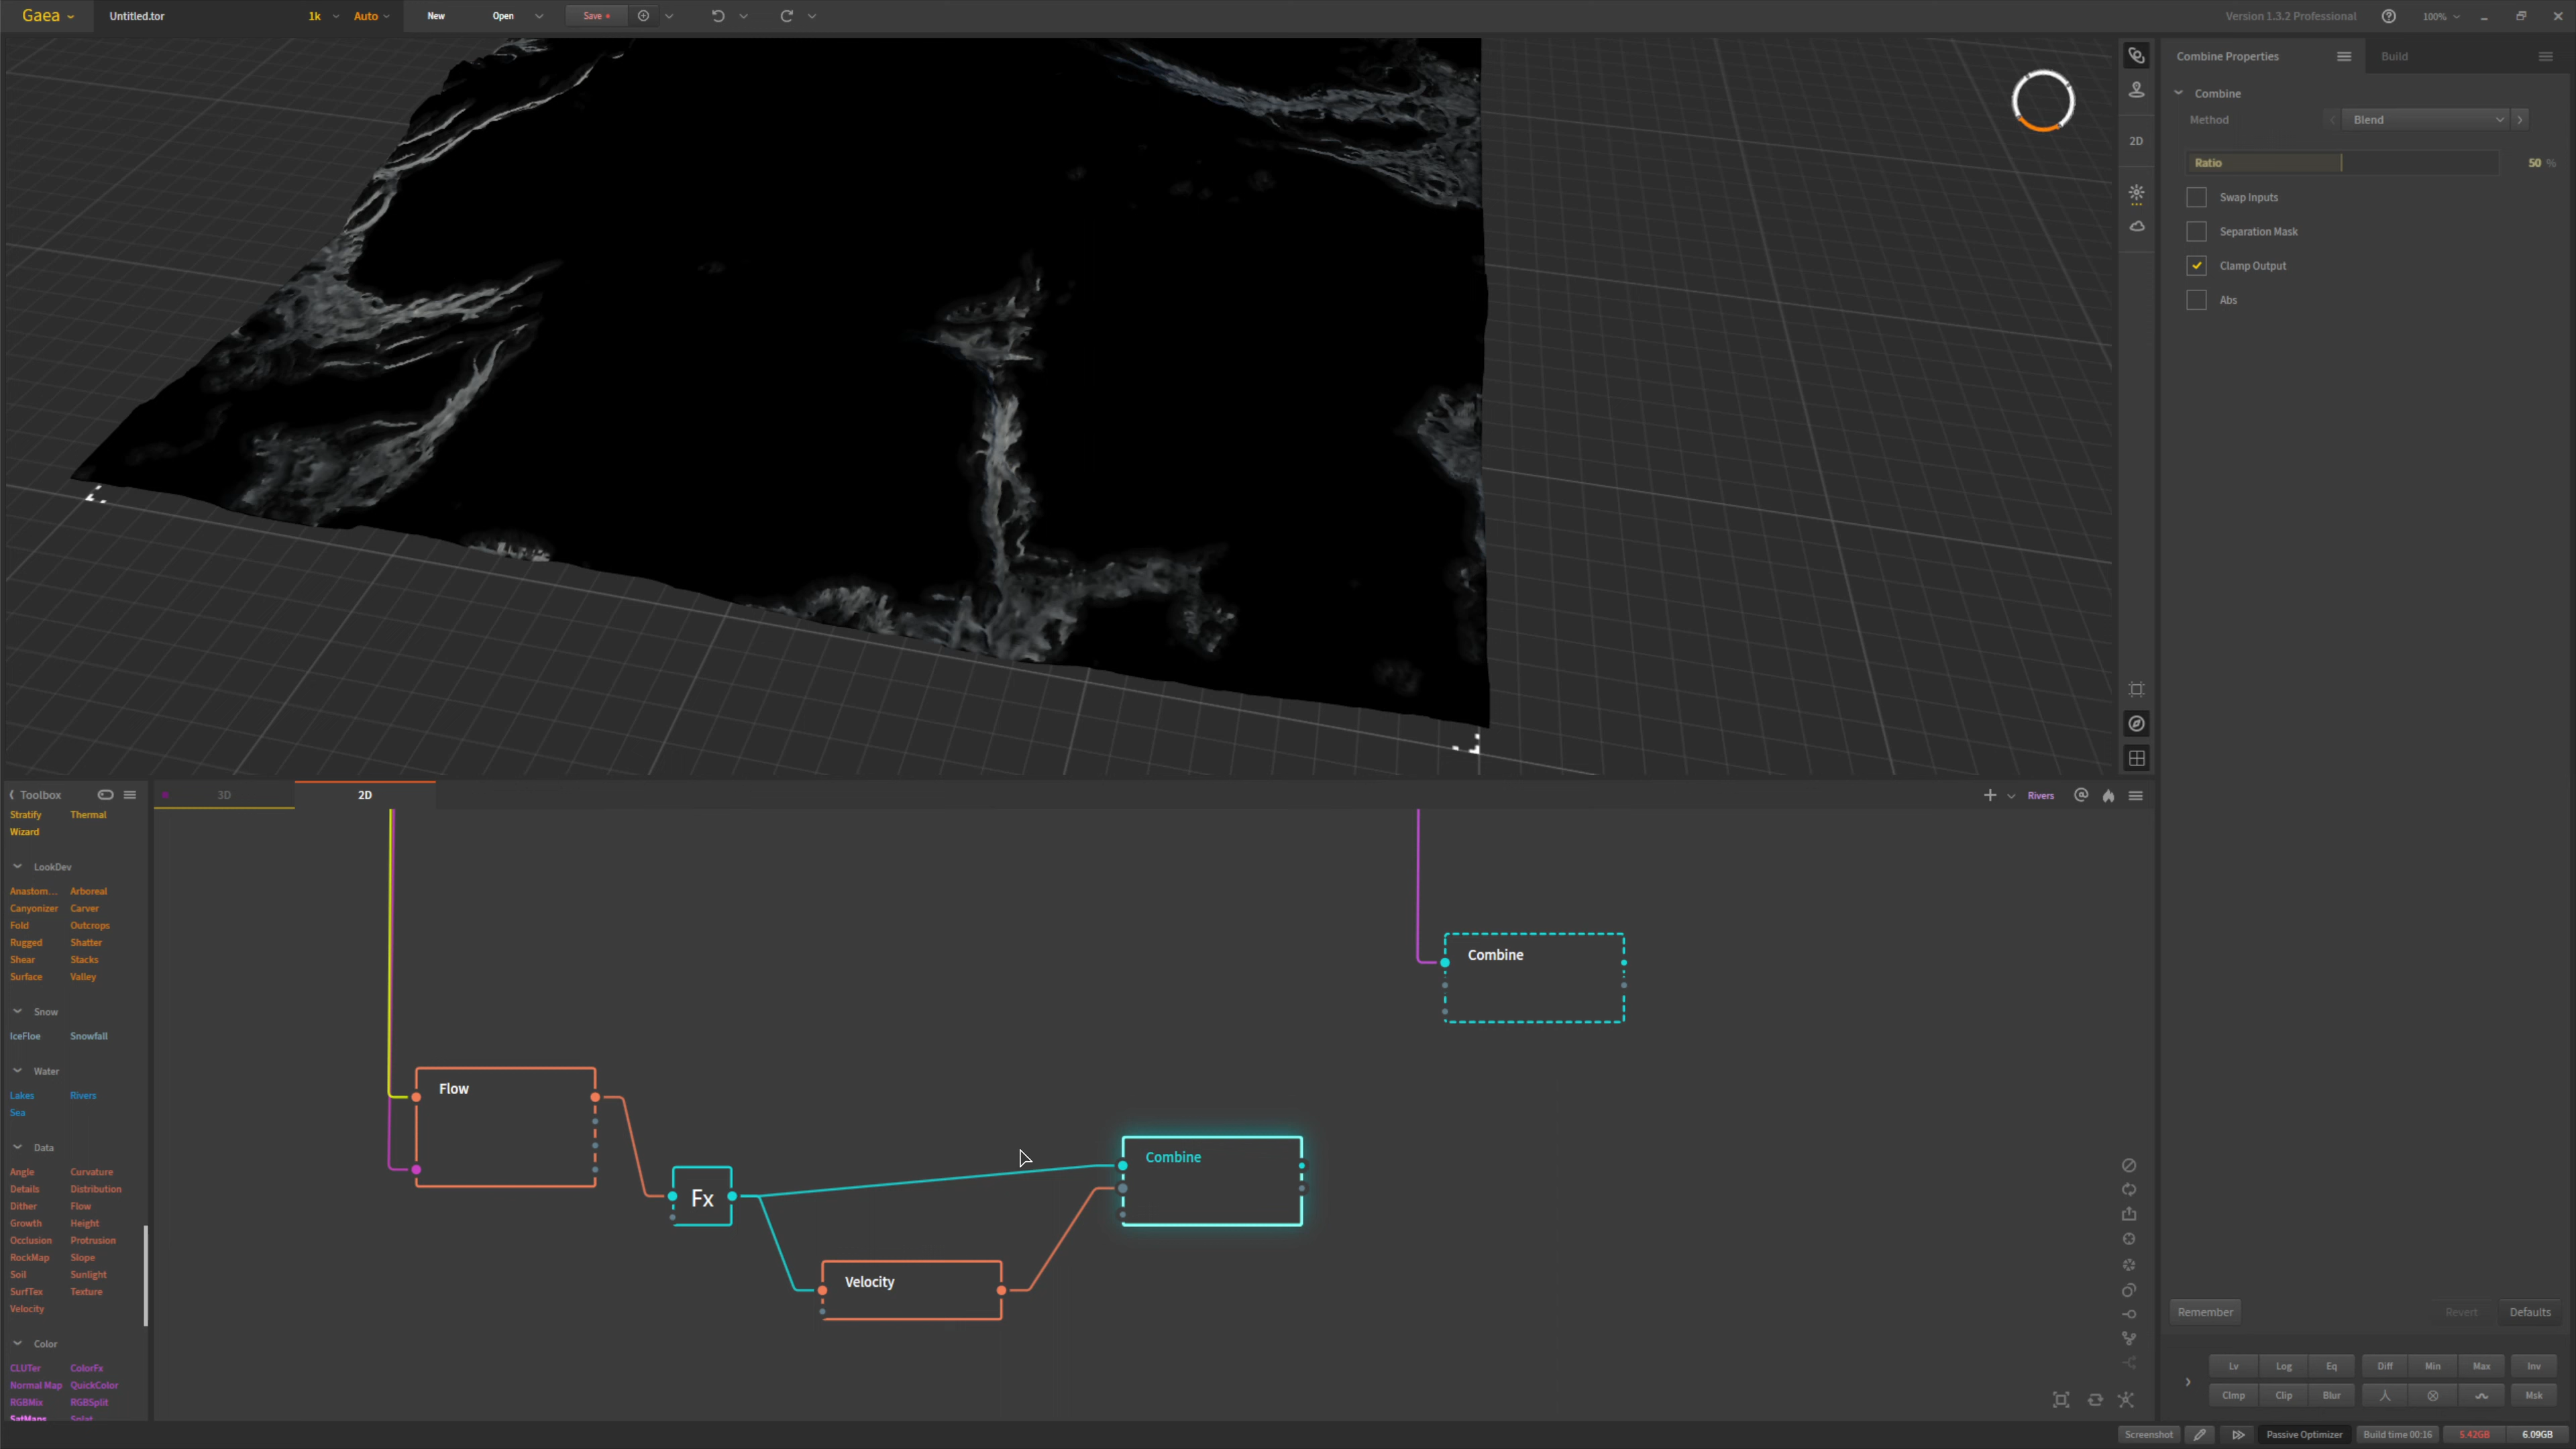 Gaea
Untitled.tor
1k
Auto
New
Open
Save
Version 1.3.2 Professional
100%
Combine Properties
Build
Combine
Method
Blend
Ratio
50 %
Swap Inputs
Separation Mask
Clamp Output
Abs
2D
Toolbox
3D
2D
Rivers
Stratify Thermal
Wizard
LookDev
Anastom... Arboreal
Canyonizer Carver
Fold Outcrops
Rugged Shatter
Shear Stacks
Surface Valley
Snow
IceFloe Snowfall
Water
Lakes Rivers
Sea
Data
Angle Curvature
Details Distribution
Dither Flow
Growth Height
Occlusion Protrusion
RockMap Slope
Soil Sunlight
SurfTex Texture
Velocity
Color
CLUTer ColorFx
Normal Map QuickColor
RGBMix RGBSplit
SatMaps Splat
Combine
Flow
Fx
Combine
Velocity
Remember
Revert
Defaults
Lv Log Eq Diff Min Max Inv
Clmp Clip Blur Msk
Screenshot
Passive Optimizer
Build time 00:16
5.42GB
6.09GB